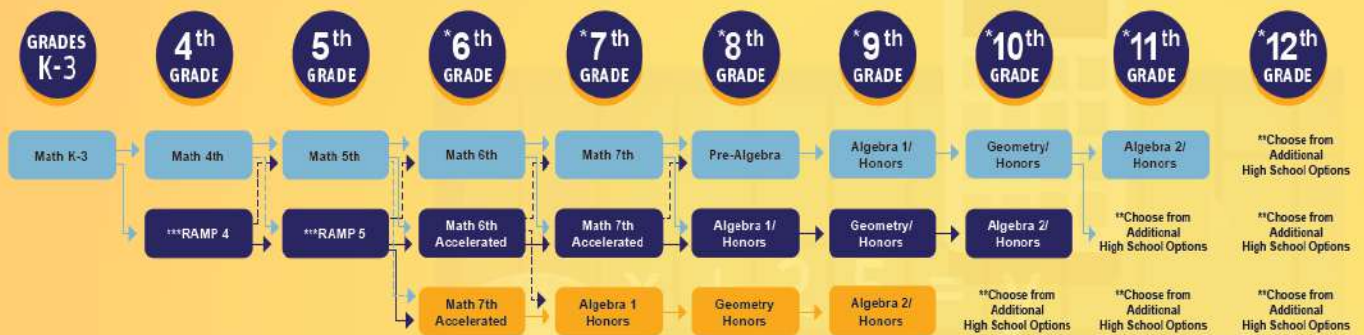 GRADES
K-3
4th
GRADE
5th
GRADE
*6th
GRADE
*7th
GRADE
*8th
GRADE
*9th
GRADE
*10th
GRADE
*11th
GRADE
*12th
GRADE
Math K-3
Math 4th
Math 5th
Math 6th
Math 7th
Pre-Algebra
Algebra 1/
Honors
Geometry/
Honors
Algebra 2/
Honors
**Choose from
Additional
High School Options
***RAMP 4
***RAMP 5
Math 6th
Accelerated
Math 7th
Accelerated
Algebra 1/
Honors
Geometry/
Honors
Algebra 2/
Honors
**Choose from
Additional
High School Options
**Choose from
Additional
High School Options
Math 7th
Accelerated
Algebra 1
Honors
Geometry
Honors
Algebra 2/
Honors
**Choose from
Additional
High School Options
**Choose from
Additional
High School Options
**Choose from
Additional
High School Options